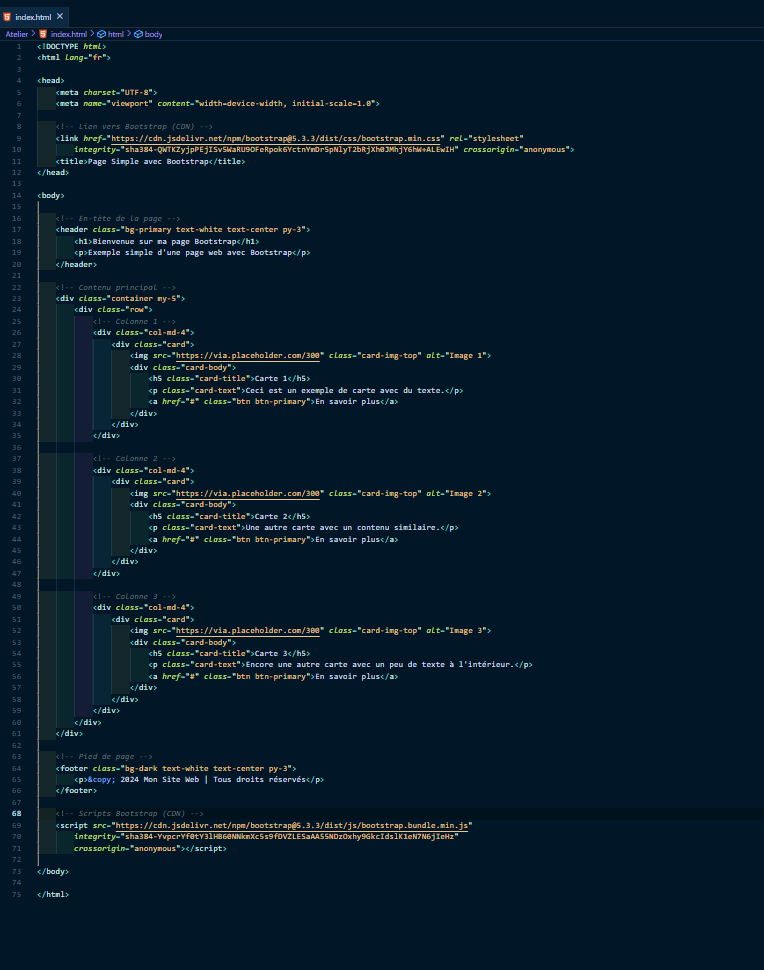 index.html
Atelier > index.html > html > body
1 <!DOCTYPE html>
2 <html lang="fr">
3
4 <head>
5 <meta charset="UTF-8">
6 <meta name="viewport" content="width=device-width, initial-scale=1.0">
7
8 <!-- Lien vers Bootstrap (CDN) -->
9 <link href="https://cdn.jsdelivr.net/npm/bootstrap@5.3.3/dist/css/bootstrap.min.css" rel="stylesheet"
10 integrity="sha384-QWTKZyjpPEjISv5WaRU9OFeRpok6YctnYmDr5pNlyT2bRjXh0JMhjY6hW+ALEwIH" crossorigin="anonymous">
11 <title>Page Simple avec Bootstrap</title>
12 </head>
13
14 <body>
15
16 <!-- En-tête de la page -->
17 <header class="bg-primary text-white text-center py-3">
18 <h1>Bienvenue sur ma page Bootstrap</h1>
19 <p>Exemple simple d'une page web avec Bootstrap</p>
20 </header>
21
22 <!-- Contenu principal -->
23 <div class="container my-5">
24 <div class="row">
25 <!-- Colonne 1 -->
26 <div class="col-md-4">
27 <div class="card">
28 <img src="https://via.placeholder.com/300" class="card-img-top" alt="Image 1">
29 <div class="card-body">
30 <h5 class="card-title">Carte 1</h5>
31 <p class="card-text">Ceci est un exemple de carte avec du texte.</p>
32 <a href="#" class="btn btn-primary">En savoir plus</a>
33 </div>
34 </div>
35 </div>
36
37 <!-- Colonne 2 -->
38 <div class="col-md-4">
39 <div class="card">
40 <img src="https://via.placeholder.com/300" class="card-img-top" alt="Image 2">
41 <div class="card-body">
42 <h5 class="card-title">Carte 2</h5>
43 <p class="card-text">Une autre carte avec un contenu similaire.</p>
44 <a href="#" class="btn btn-primary">En savoir plus</a>
45 </div>
46 </div>
47 </div>
48
49 <!-- Colonne 3 -->
50 <div class="col-md-4">
51 <div class="card">
52 <img src="https://via.placeholder.com/300" class="card-img-top" alt="Image 3">
53 <div class="card-body">
54 <h5 class="card-title">Carte 3</h5>
55 <p class="card-text">Encore une autre carte avec un peu de texte à l'intérieur.</p>
56 <a href="#" class="btn btn-primary">En savoir plus</a>
57 </div>
58 </div>
59 </div>
60 </div>
61 </div>
62
63 <!-- Pied de page -->
64 <footer class="bg-dark text-white text-center py-3">
65 <p>&copy; 2024 Mon Site Web | Tous droits réservés</p>
66 </footer>
67
68 <!-- Scripts Bootstrap (CDN) -->
69 <script src="https://cdn.jsdelivr.net/npm/bootstrap@5.3.3/dist/js/bootstrap.bundle.min.js"
70 integrity="sha384-YvpcrYf0tY3lHB60NNkmXc5s9fDVZLESaAA55NDzOxhy9GkcIdslK1eN7N6jIeHz"
71 crossorigin="anonymous"></script>
72
73 </body>
74
75 </html>